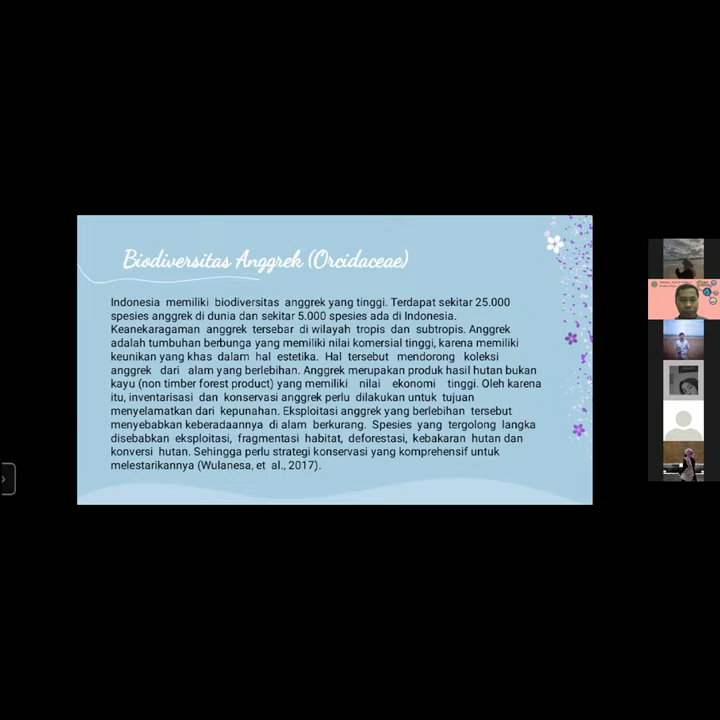 Biodiversitas Anggrek (Orcidaceae)
Indonesia memiliki biodiversitas anggrek yang tinggi. Terdapat sekitar 25.000
spesies anggrek di dunia dan sekitar 5.000 spesies ada di Indonesia.
Keanekaragaman anggrek tersebar di wilayah tropis dan subtropis. Anggrek
adalah tumbuhan berbunga yang memiliki nilai komersial tinggi, karena memiliki
keunikan yang khas dalam hal estetika. Hal tersebut mendorong koleksi
anggrek dari alam yang berlebihan. Anggrek merupakan produk hasil hutan bukan
kayu (non timber forest product) yang memiliki nilai ekonomi tinggi. Oleh karena
itu, inventarisasi dan konservasi anggrek perlu dilakukan untuk tujuan
menyelamatkan dari kepunahan. Eksploitasi anggrek yang berlebihan tersebut
menyebabkan keberadaannya di alam berkurang. Spesies yang tergolong langka
disebabkan eksploitasi, fragmentasi habitat, deforestasi, kebakaran hutan dan
konversi hutan. Sehingga perlu strategi konservasi yang komprehensif untuk
melestarikannya (Wulanesa, et al., 2017).